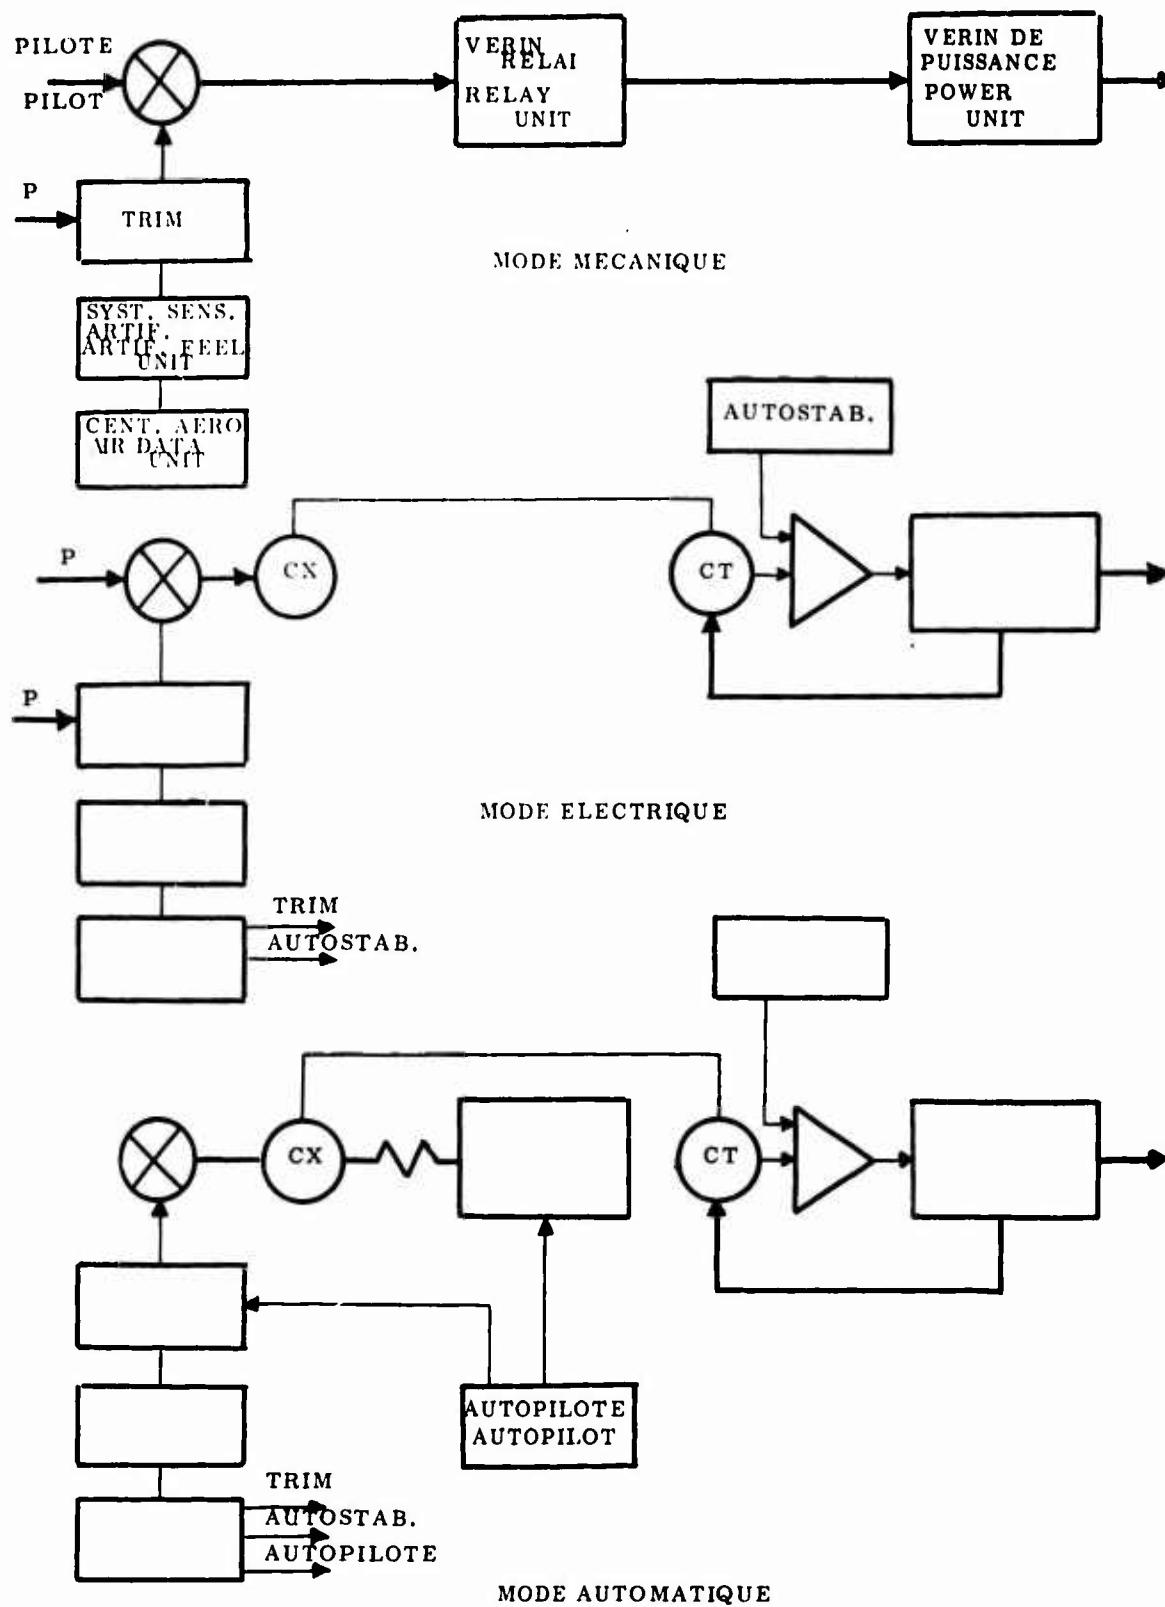 PILOTE
PILOT
VERIN
RELAI
RELAY
UNIT
VERIN DE
PUISSANCE
POWER
UNIT
P
TRIM
MODE MECANIQUE
SYST. SENS.
ARTIF.
ARTIF. FEEL
UNIT
CENT. AERO
AIR DATA
UNIT
AUTOSTAB.
P
CX
CT
P
MODE ELECTRIQUE
TRIM
AUTOSTAB.
CX
CT
AUTOPILOTE
AUTOPILOT
TRIM
AUTOSTAB.
AUTOPILOTE
MODE AUTOMATIQUE